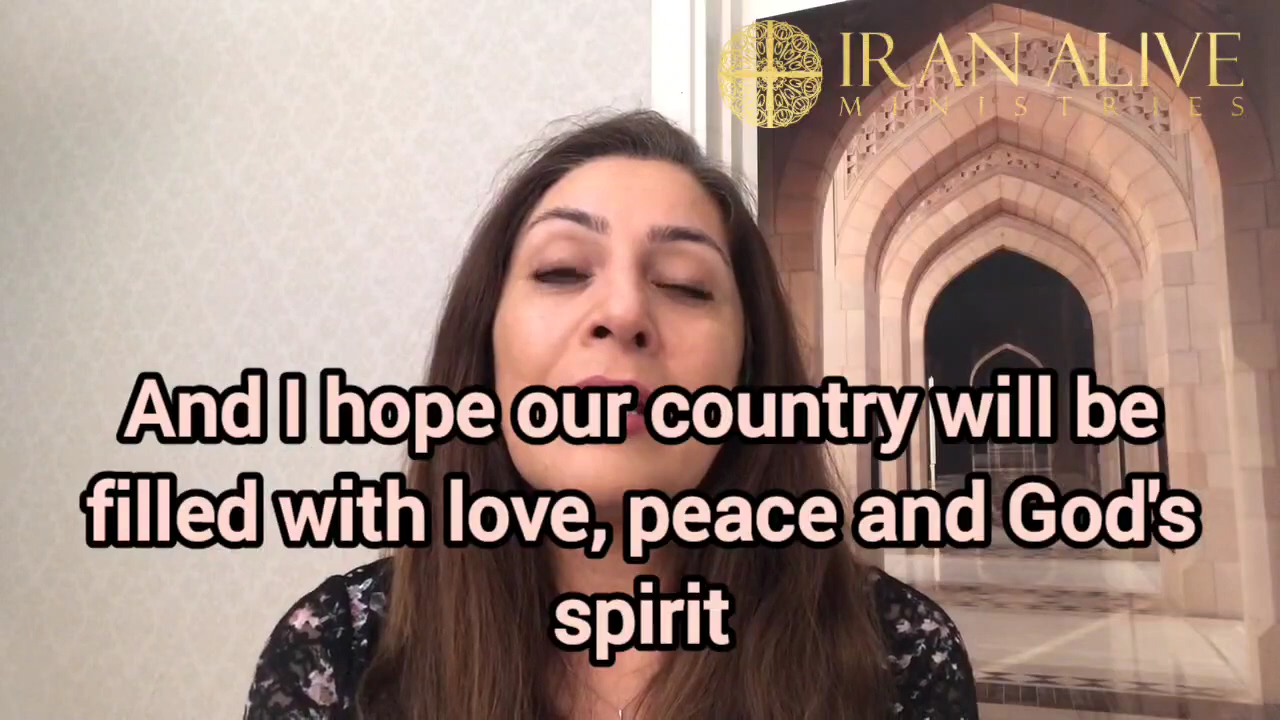 IRAN ALIVE
MINISTRIES
And I hope our country will be
filled with love, peace and God's
spirit